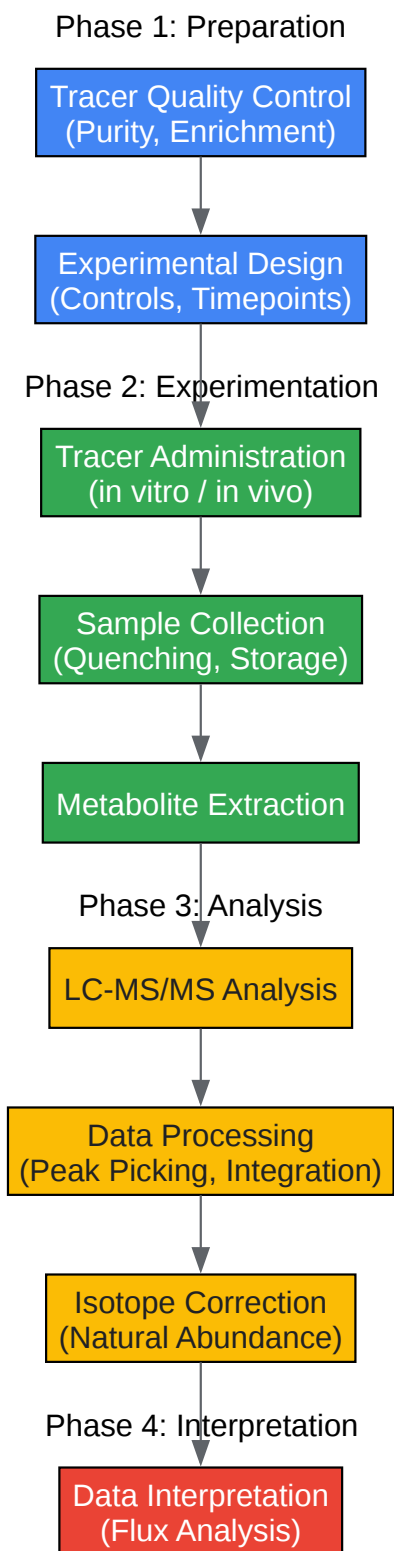 Phase 1: Preparation
Tracer Quality Control
(Purity, Enrichment)
Experimental Design
(Controls, Timepoints)
Phase 2: Experimentation
Tracer Administration
(in vitro / in vivo)
Sample Collection
(Quenching, Storage)
Metabolite Extraction
Phase 3: Analysis
LC-MS/MS Analysis
Data Processing
(Peak Picking, Integration)
Isotope Correction
(Natural Abundance)
Phase 4: Interpretation
Data Interpretation
(Flux Analysis)